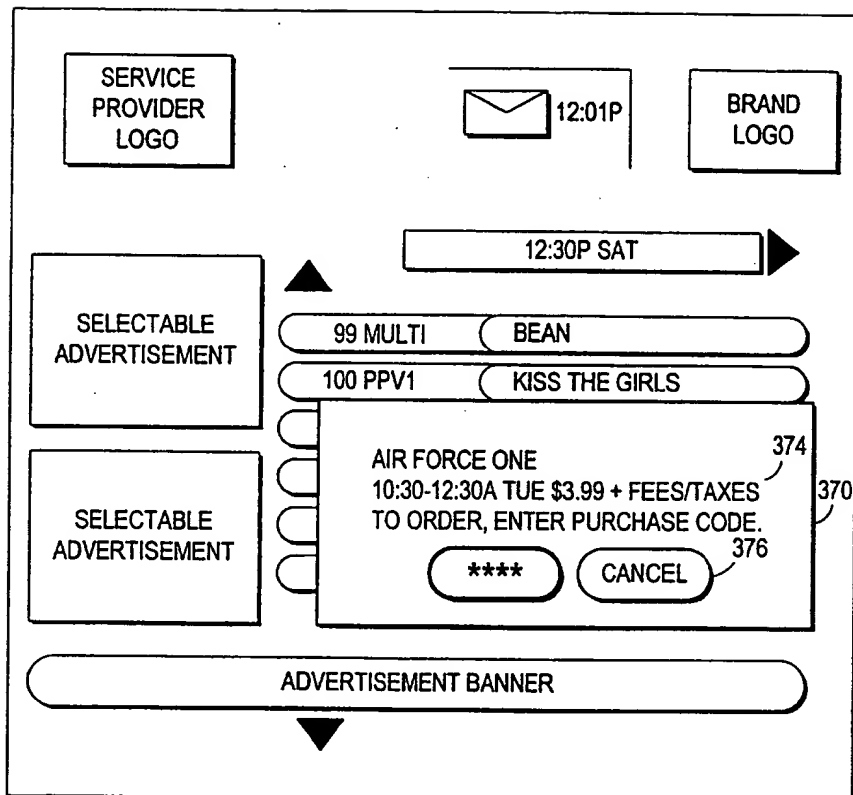 SERVICE
PROVIDER
LOGO
12:01P
BRAND
LOGO
12:30P SAT
SELECTABLE
ADVERTISEMENT
99 MULTI BEAN
100 PPV1 KISS THE GIRLS
SELECTABLE
ADVERTISEMENT
AIR FORCE ONE
374
10:30-12:30A TUE $3.99 + FEES/TAXES
370
TO ORDER, ENTER PURCHASE CODE.
376
**** CANCEL
ADVERTISEMENT BANNER